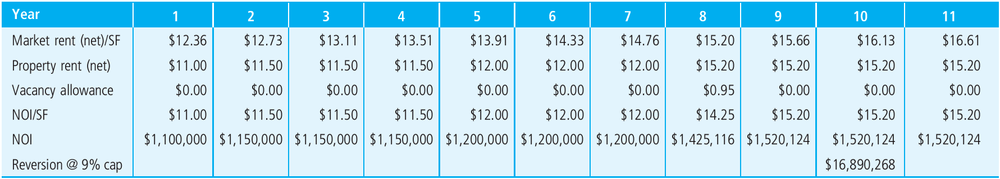 Year 1 2 3 4 5 6 7 8 9 10 11
Market rent (net)/SF $12.36 $12.73 $13.11 $13.51 $13.91 $14.33 $14.76 $15.20 $15.66 $16.13 $16.61
Property rent (net) $11.00 $11.50 $11.50 $11.50 $12.00 $12.00 $12.00 $15.20 $15.20 $15.20 $15.20
Vacancy allowance $0.00 $0.00 $0.00 $0.00 $0.00 $0.00 $0.00 $0.95 $0.00 $0.00 $0.00
NOI/SF $11.00 $11.50 $11.50 $11.50 $12.00 $12.00 $12.00 $14.25 $15.20 $15.20 $15.20
NOI $1,100,000 $1,150,000 $1,150,000 $1,150,000 $1,200,000 $1,200,000 $1,200,000 $1,425,116 $1,520,124 $1,520,124 $1,520,124
Reversion @ 9% cap $16,890,268